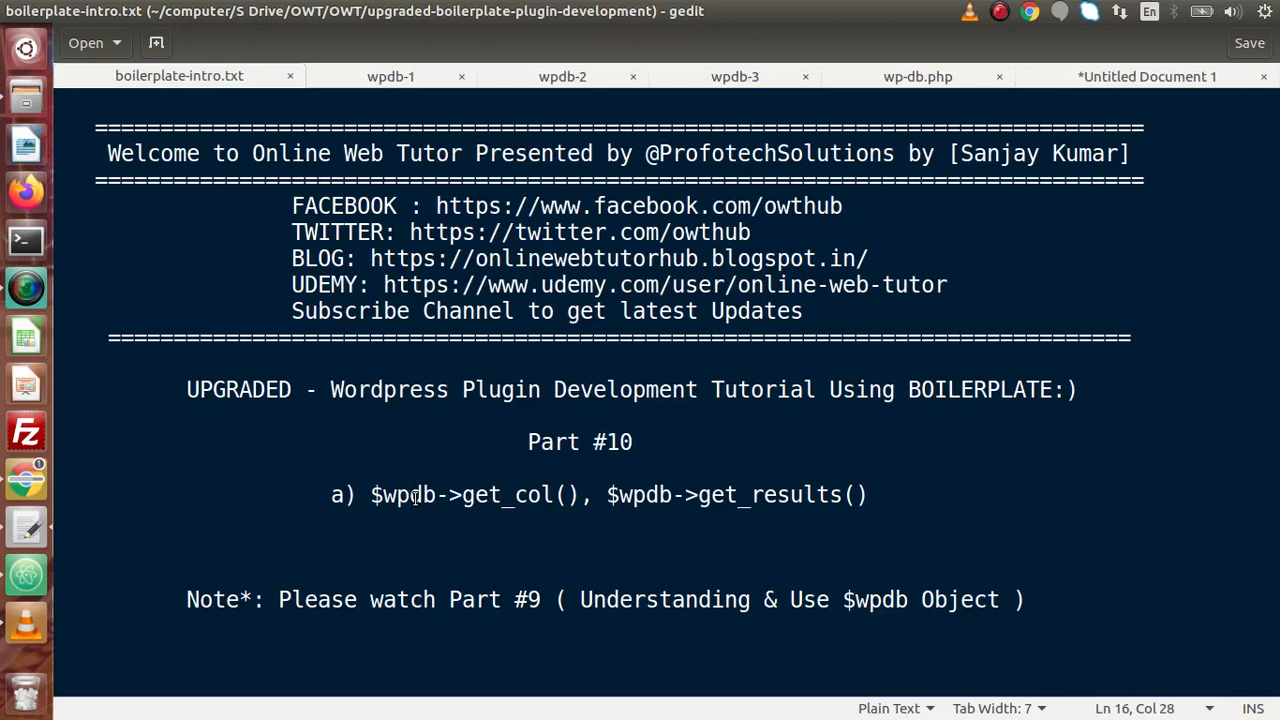 boilerplate-intro.txt (~/computer/S Drive/OWT/OWT/upgraded-boilerplate-plugin-development) - gedit
En
Open
Save
boilerplate-intro.txt × wpdb-1 × wpdb-2 × wpdb-3 × wp-db.php × *Untitled Document 1 ×
================================================================================
Welcome to Online Web Tutor Presented by @ProfotechSolutions by [Sanjay Kumar]
================================================================================
FACEBOOK : https://www.facebook.com/owthub
TWITTER: https://twitter.com/owthub
BLOG: https://onlinewebtutorhub.blogspot.in/
UDEMY: https://www.udemy.com/user/online-web-tutor
Subscribe Channel to get latest Updates
==============================================================================
UPGRADED - Wordpress Plugin Development Tutorial Using BOILERPLATE:)
Part #10
a) $wpdb->get_col(), $wpdb->get_results()
Note*: Please watch Part #9 ( Understanding & Use $wpdb Object )
Plain Text Tab Width: 7 Ln 16, Col 28 INS